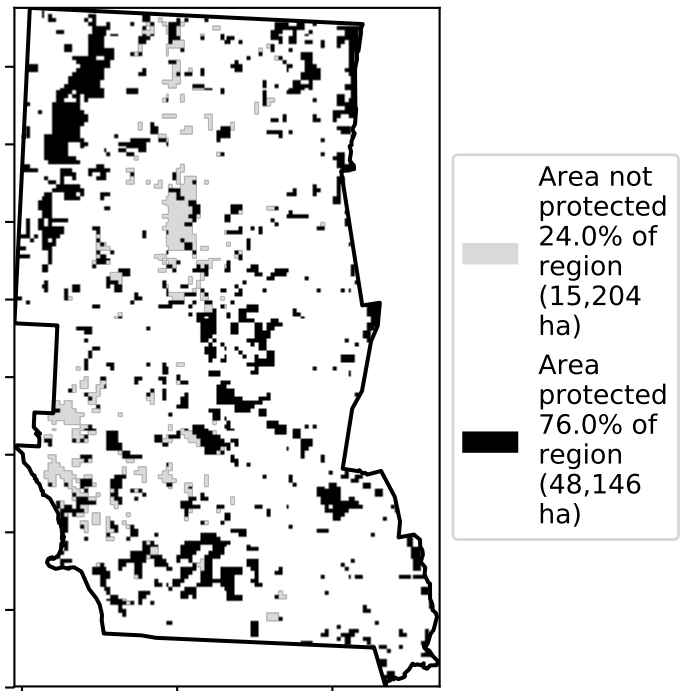 Area not
protected
24.0% of
region
(15,204
ha)
Area
protected
76.0% of
region
(48,146
ha)